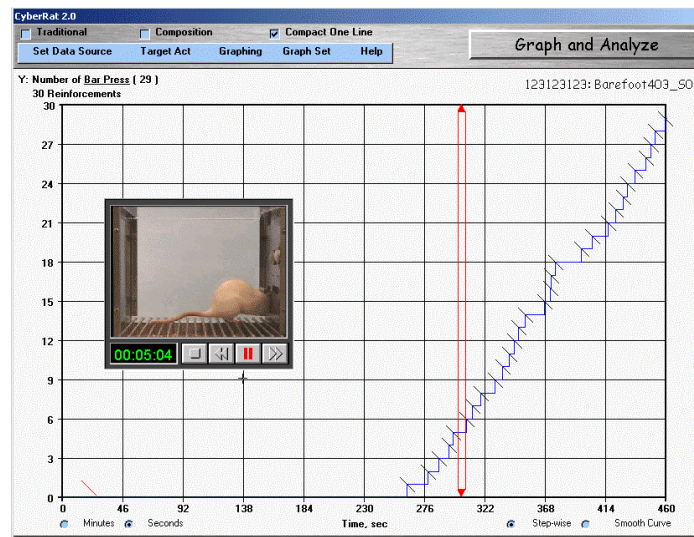 CyberRat 2.0
Traditional Composition Compact One Line
Set Data Source Target Act Graphing Graph Set Help
Graph and Analyze
Y: Number of Bar Press ( 29 )
30 Reinforcements
123123123: Barefoot403_SO
30
27
24
21
18
15
12
9
6
3
0
00:05:04
0 46 92 138 184 230 276 322 368 414 460
Minutes Seconds Time, sec Step-wise Smooth Curve